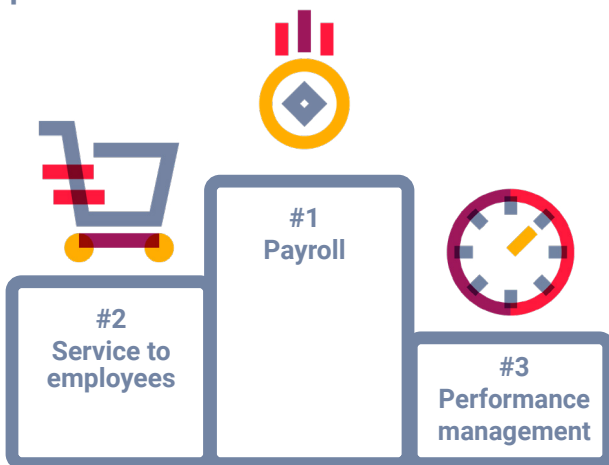 #1
Payroll
#2
Service to
employees
#3
Performance
management